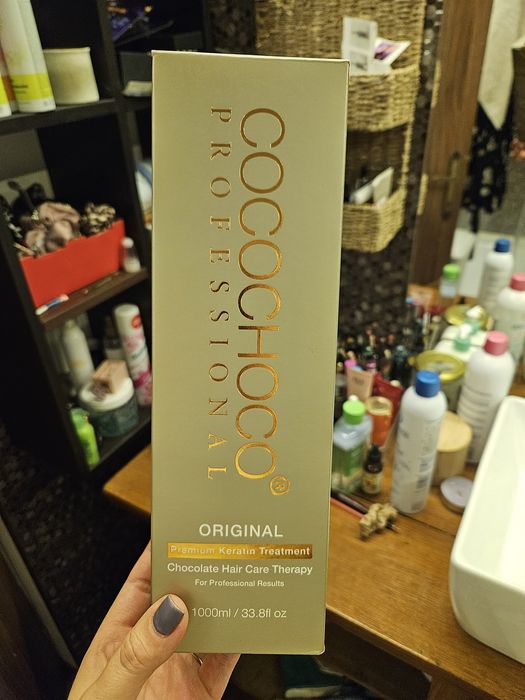 COCOCHOCO®
PROFESSIONAL
ORIGINAL
Premium Keratin Treatment
Chocolate Hair Care Therapy
For Professional Results
1000ml / 33.8fl oz